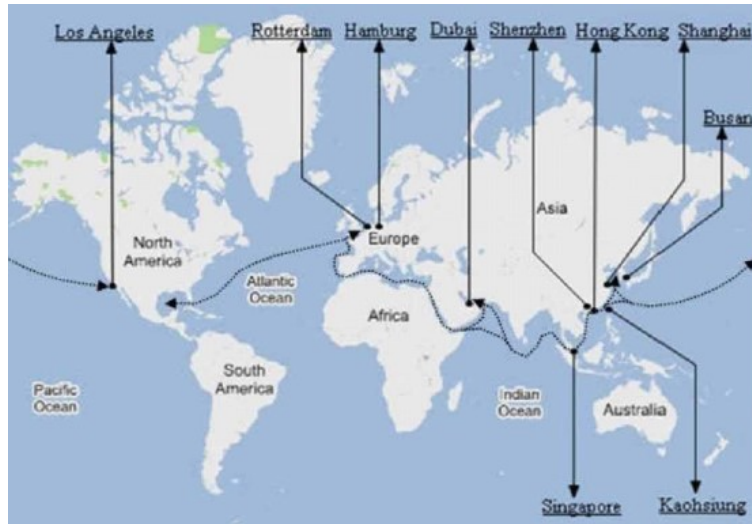 Los Angeles Rotterdam Hamburg Dubai Shenzhen Hong Kong Shanghai
Busan
Asia
North
America
Europe
Atlantic
Ocean
Africa
South
America
Pacific
Ocean
Indian
Ocean
Australia
Singapore Kaohsiung